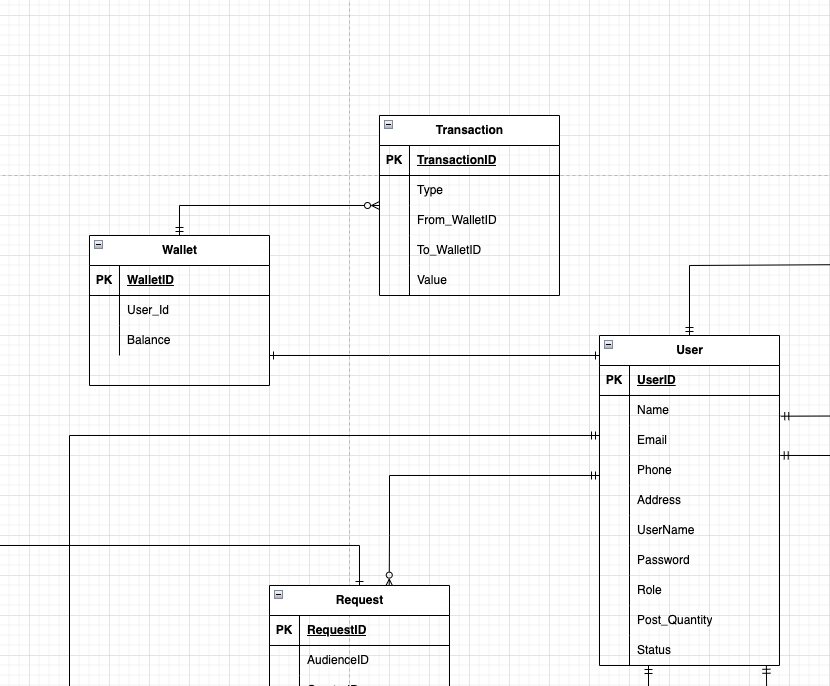 Transaction
PK TransactionID
Type
From_WalletID
To_WalletID
Value
Wallet
PK WalletID
User_Id
Balance
User
PK UserID
Name
Email
Phone
Address
UserName
Password
Role
Post_Quantity
Status
Request
PK RequestID
AudienceID